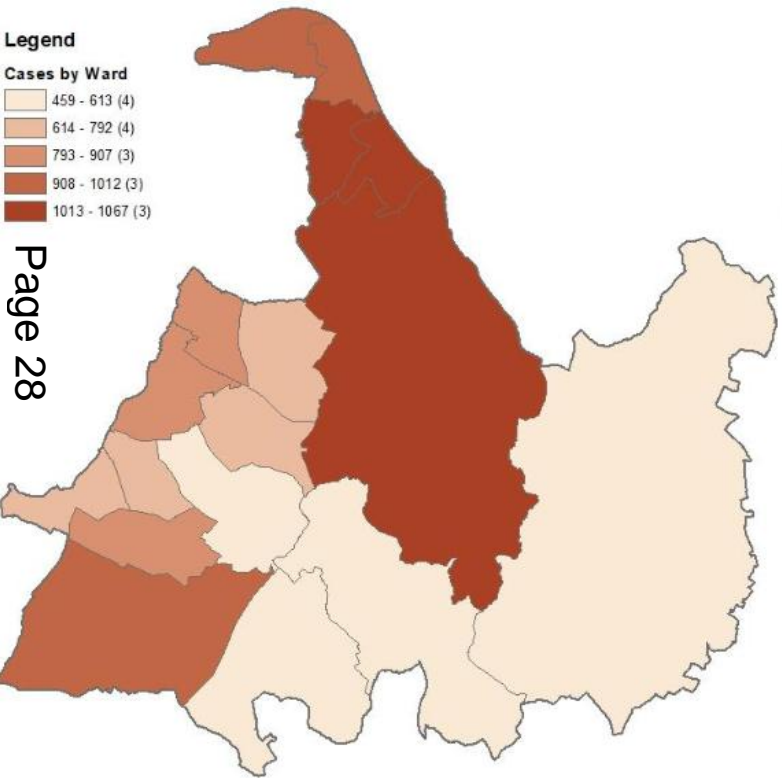 Legend
Cases by Ward
459 - 613 (4)
614 - 792 (4)
793 - 907 (3)
908 - 1012 (3)
1013 - 1067 (3)
Page 28